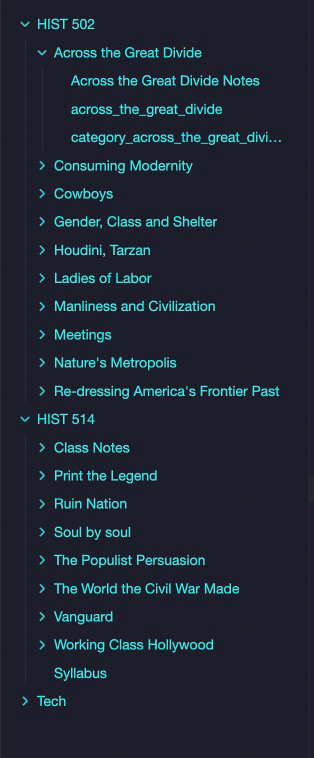 HIST 502
Across the Great Divide
Across the Great Divide Notes
across_the_great_divide
category_across_the_great_divi...
Consuming Modernity
Cowboys
Gender, Class and Shelter
Houdini, Tarzan
Ladies of Labor
Manliness and Civilization
Meetings
Nature's Metropolis
Re-dressing America's Frontier Past
HIST 514
Class Notes
Print the Legend
Ruin Nation
Soul by soul
The Populist Persuasion
The World the Civil War Made
Vanguard
Working Class Hollywood
Syllabus
Tech